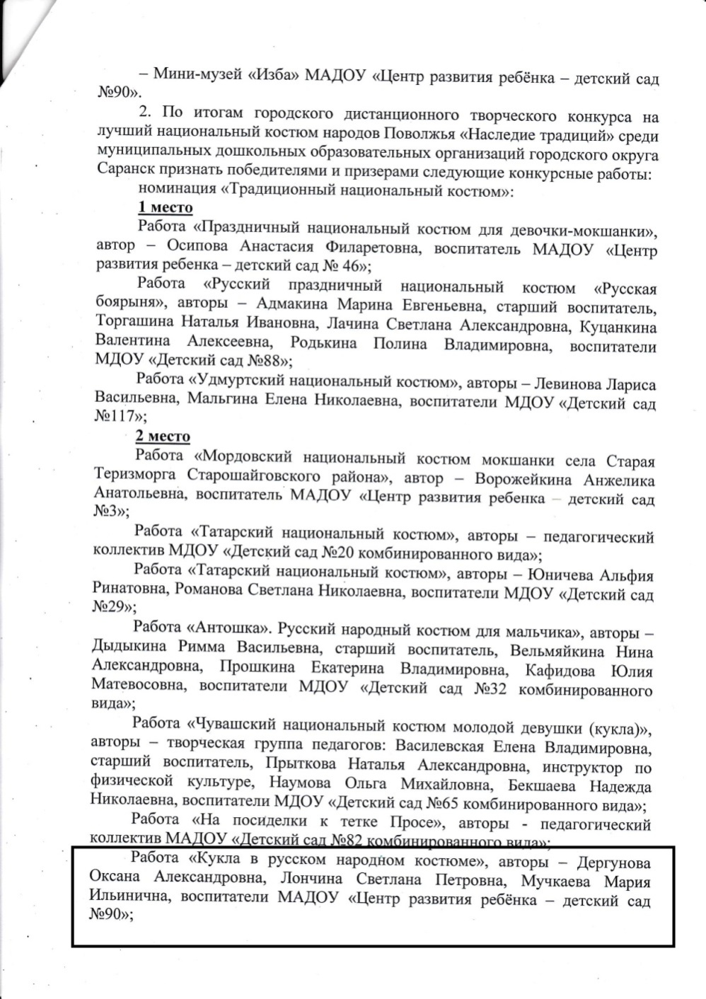 – Мини-музей «Изба» МАДОУ «Центр развития ребёнка – детский сад
№90».
2. По итогам городского дистанционного творческого конкурса на
лучший национальный костюм народов Поволжья «Наследие традиций» среди
муниципальных дошкольных образовательных организаций городского округа
Саранск признать победителями и призерами следующие конкурсные работы:
номинация «Традиционный национальный костюм»:
1 место
Работа «Праздничный национальный костюм для девочки-мокшанки»,
автор – Осипова Анастасия Филаретовна, воспитатель МАДОУ «Центр
развития ребенка – детский сад № 46»;
Работа «Русский праздничный национальный костюм «Русская
боярыня», авторы – Адмакина Марина Евгеньевна, старший воспитатель,
Торгашина Наталья Ивановна, Лачина Светлана Александровна, Куцанкина
Валентина Алексеевна, Родькина Полина Владимировна, воспитатели
МДОУ «Детский сад №88»;
Работа «Удмуртский национальный костюм», авторы – Левинова Лариса
Васильевна, Мальгина Елена Николаевна, воспитатели МДОУ «Детский сад
№117»;
2 место
Работа «Мордовский национальный костюм мокшанки села Старая
Теризморга Старошайговского района», автор – Ворожейкина Анжелика
Анатольевна, воспитатель МАДОУ «Центр развития ребенка – детский сад
№3»;
Работа «Татарский национальный костюм», авторы – педагогический
коллектив МДОУ «Детский сад №20 комбинированного вида»;
Работа «Татарский национальный костюм», авторы – Юничева Альфия
Ринатовна, Романова Светлана Николаевна, воспитатели МДОУ «Детский сад
№29»;
Работа «Антошка». Русский народный костюм для мальчика», авторы –
Дыдыкина Римма Васильевна, старший воспитатель, Вельмяйкина Нина
Александровна, Прошкина Екатерина Владимировна, Кафидова Юлия
Матевосовна, воспитатели МДОУ «Детский сад №32 комбинированного
вида»;
Работа «Чувашский национальный костюм молодой девушки (кукла)»,
авторы – творческая группа педагогов: Василевская Елена Владимировна,
старший воспитатель, Прыткова Наталья Александровна, инструктор по
физической культуре, Наумова Ольга Михайловна, Бекшаева Надежда
Николаевна, воспитатели МДОУ «Детский сад №65 комбинированного вида»;
Работа «На посиделки к тетке Просе», авторы - педагогический
коллектив МАДОУ «Детский сад №82 комбинированного вида»;
Работа «Кукла в русском народном костюме», авторы – Дергунова
Оксана Александровна, Лончина Светлана Петровна, Мучкаева Мария
Ильинична, воспитатели МАДОУ «Центр развития ребёнка – детский сад
№90»;